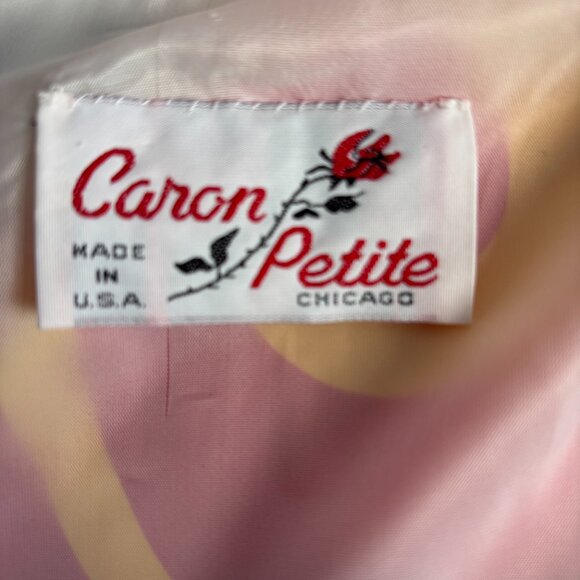 Caron
Petite
MADE
IN
U.S.A.
CHICAGO